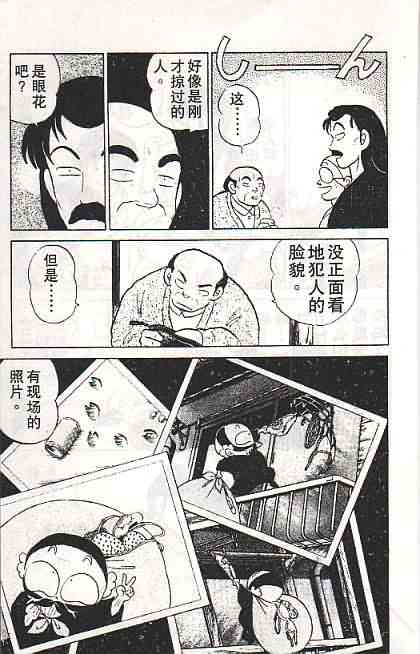 しーん
这……
好像是刚
才掠过的
人。
是眼花
吧？
没正面看
地犯人的
脸貌。
但是……
有现场的
照片。